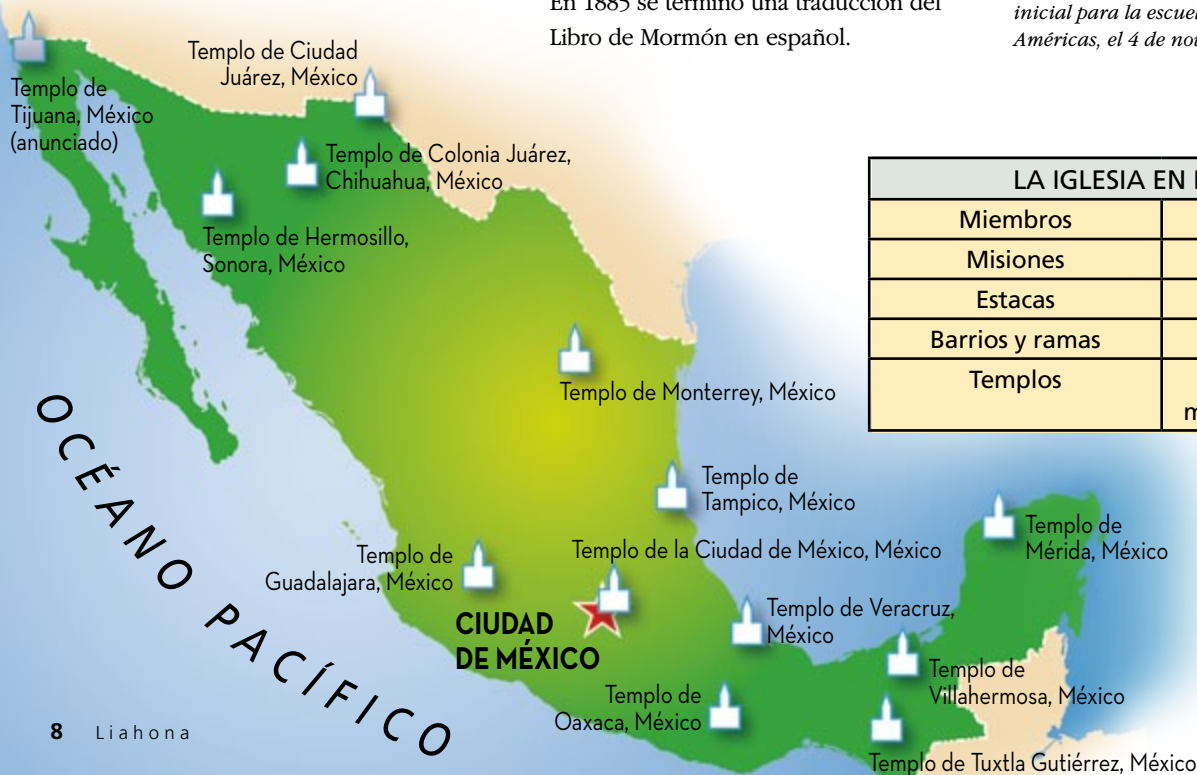 En 1885 se terminó una traducción del
Libro de Mormón en español.
inicial para la
Américas, el 4 de
Templo de Ciudad
Juárez, México
Templo de
Tijuana, México
(anunciado)
Templo de Colonia Juárez,
Chihuahua, México
Templo de Hermosillo,
Sonora, México
LA IGLESIA EN
Miembros
Misiones
Estacas
Barrios y ramas
Templos
Templo de Monterrey, México
Templo de
Tampico, México
Templo de
Mérida, México
Templo de la Ciudad de México, México
Templo de
Guadalajara, México
CIUDAD
DE MÉXICO
Templo de Veracruz,
México
Templo de
Villahermosa, México
Templo de
Oaxaca, México
Templo de Tuxtla Gutiérrez, México
OCÉANO PACÍFICO
8 Liahona